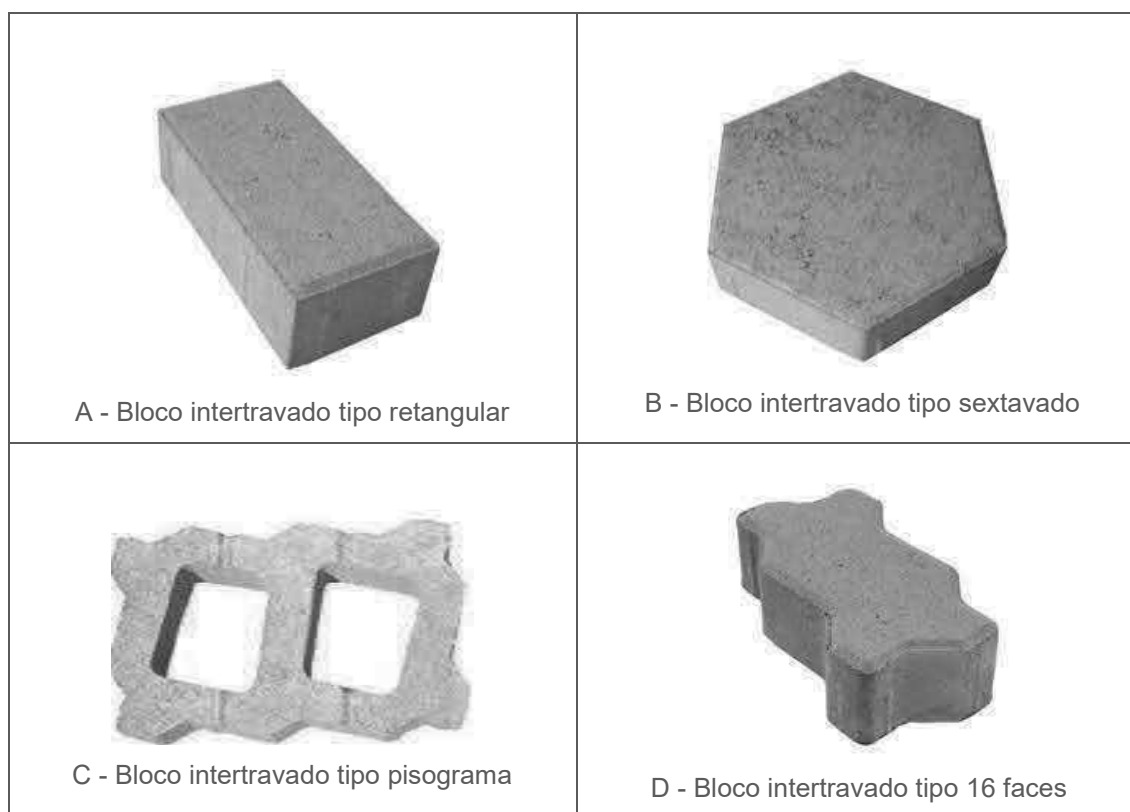 A - Bloco intertravado tipo retangular
B - Bloco intertravado tipo sextavado
C - Bloco intertravado tipo pisograma
D - Bloco intertravado tipo 16 faces